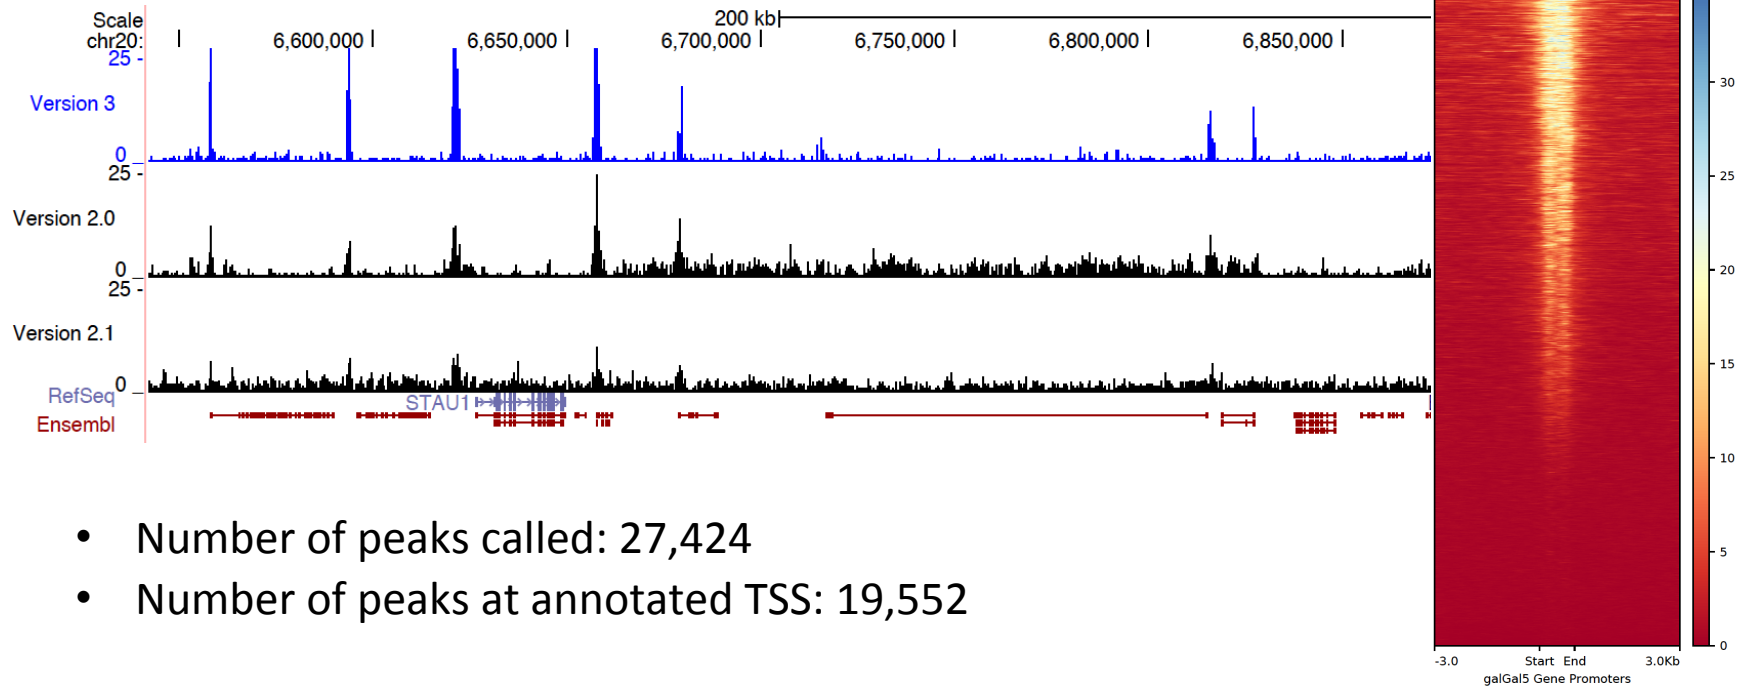 Scale
200 kb
chr20:
6,600,000
6,650,000
6,700,000
6,750,000
6,800,000
6,850,000
25 -
Version 3
0 _
25 -
Version 2.0
0 _
25 -
Version 2.1
0 _
RefSeq
STAU1
Ensembl
• Number of peaks called: 27,424
• Number of peaks at annotated TSS: 19,552
30
25
20
15
10
5
0
-3.0 Start End 3.0Kb
galGal5 Gene Promoters